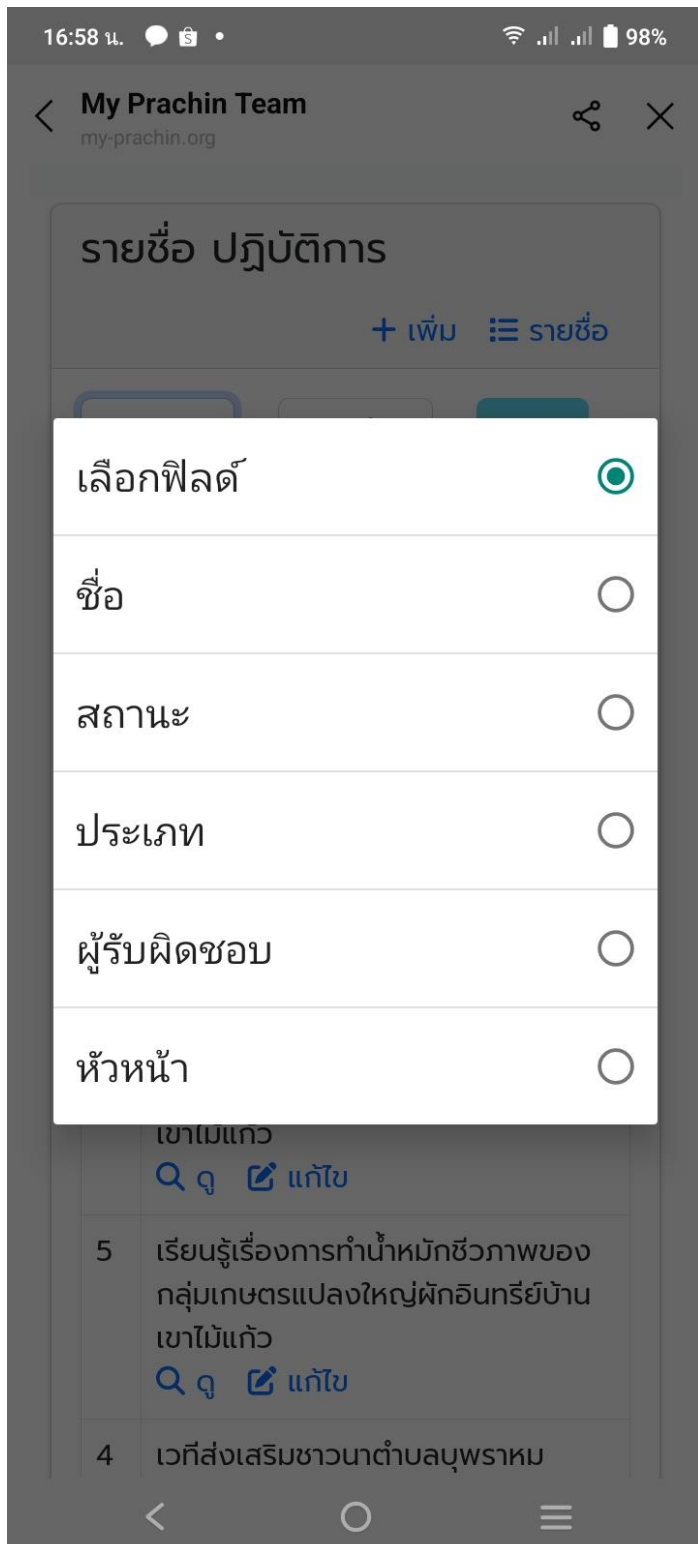 16:58 น.
98%
My Prachin Team
my-prachin.org
รายชื่อ ปฏิบัติการ
+ เพิ่ม รายชื่อ
เลือกฟิลด์
ชื่อ
สถานะ
ประเภท
ผู้รับผิดชอบ
หัวหน้า
เขาไม้แก้ว
ดู แก้ไข
5 เรียนรู้เรื่องการทำน้ำหมักชีวภาพของ
กลุ่มเกษตรแปลงใหญ่ผักอินทรีย์บ้าน
เขาไม้แก้ว
ดู แก้ไข
4 เวทีส่งเสริมชาวนาตำบลบุพราหม